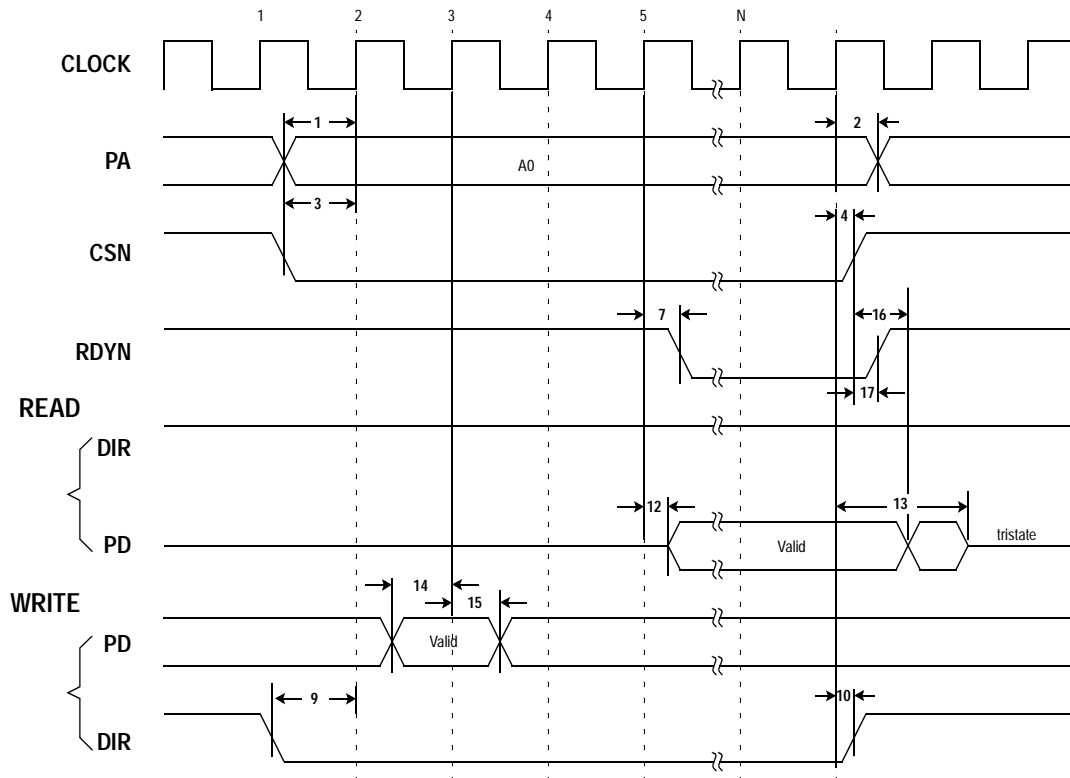 1 2 3 4 5 N
CLOCK
1 2
PA A0
3
4
CSN
7 16
RDYN
17
READ
DIR
12 13
PD Valid tristate
14
WRITE 15
PD Valid
9 10
DIR